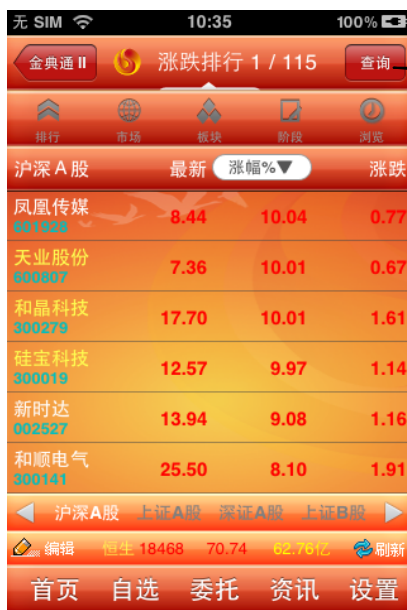 无 SIM 10:35 100%
金典通 II 涨跌排行 1 / 115 查询
排行 市场 板块 阶段 浏览
沪深A股 最新 涨幅%▼ 涨跌
凤凰传媒 8.44 10.04 0.77
601928
天业股份 7.36 10.01 0.67
600807
和晶科技 17.70 10.01 1.61
300279
硅宝科技 12.57 9.97 1.14
300019
新时达 13.94 9.08 1.16
002527
和顺电气 25.50 8.10 1.91
300141
沪深A股 上证A股 深证A股 上证B股
编辑 恒生 18468 70.74 62.76亿 刷新
首页 自选 委托 资讯 设置